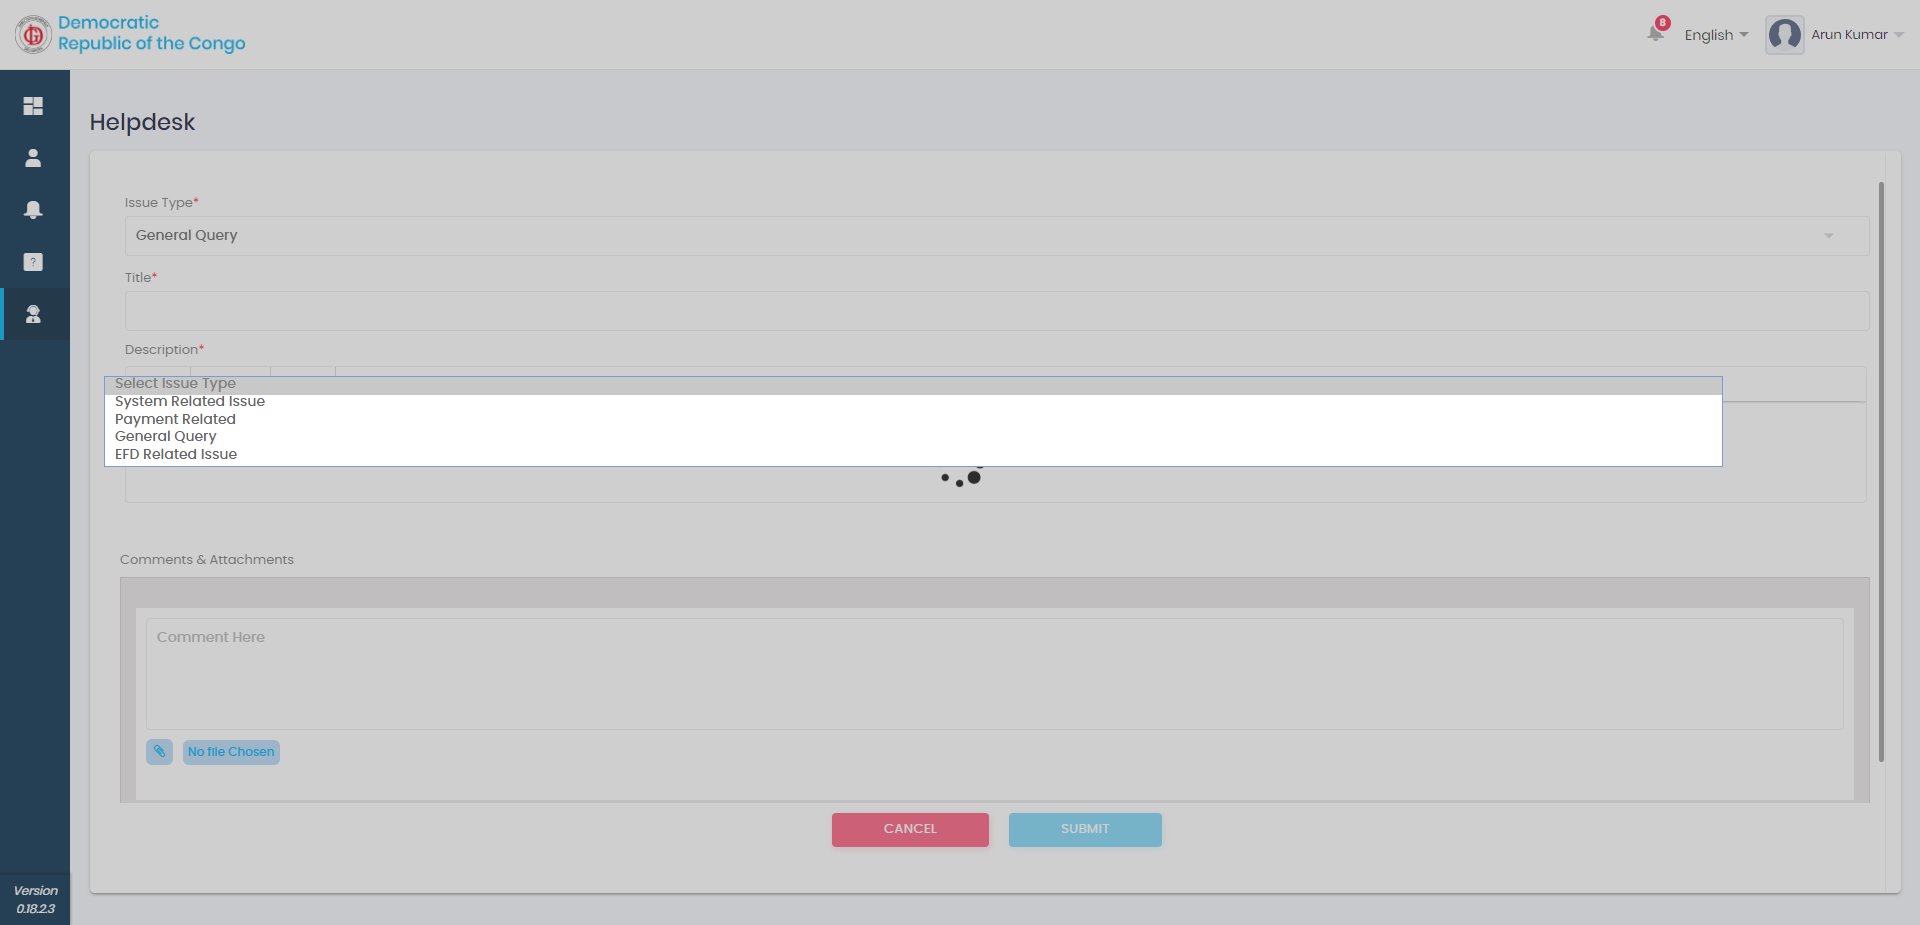 Democratic
Republic of the Congo
8
English
Arun Kumar
Helpdesk
Issue Type*
General Query
Title*
Description*
Select Issue Type
System Related Issue
Payment Related
General Query
EFD Related Issue
Comments & Attachments
Comment Here
No file Chosen
CANCEL
SUBMIT
Version
0.18.2.3